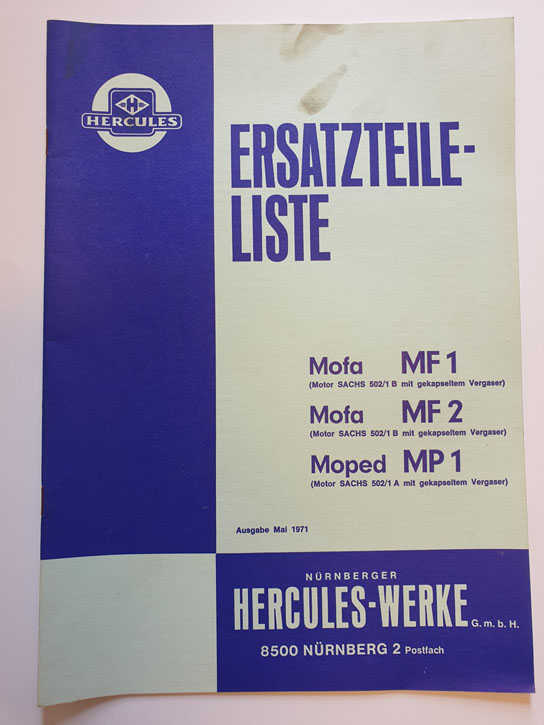 HERCULES
ERSATZTEILE-
LISTE
Mofa MF 1
(Motor SACHS 502/1 B mit gekapseltem Vergaser)
Mofa MF 2
(Motor SACHS 502/1 B mit gekapseltem Vergaser)
Moped MP 1
(Motor SACHS 502/1 A mit gekapseltem Vergaser)
Ausgabe Mai 1971
NÜRNBERGER
HERCULES-WERKE G.m.b.H.
8500 NÜRNBERG 2 Postfach